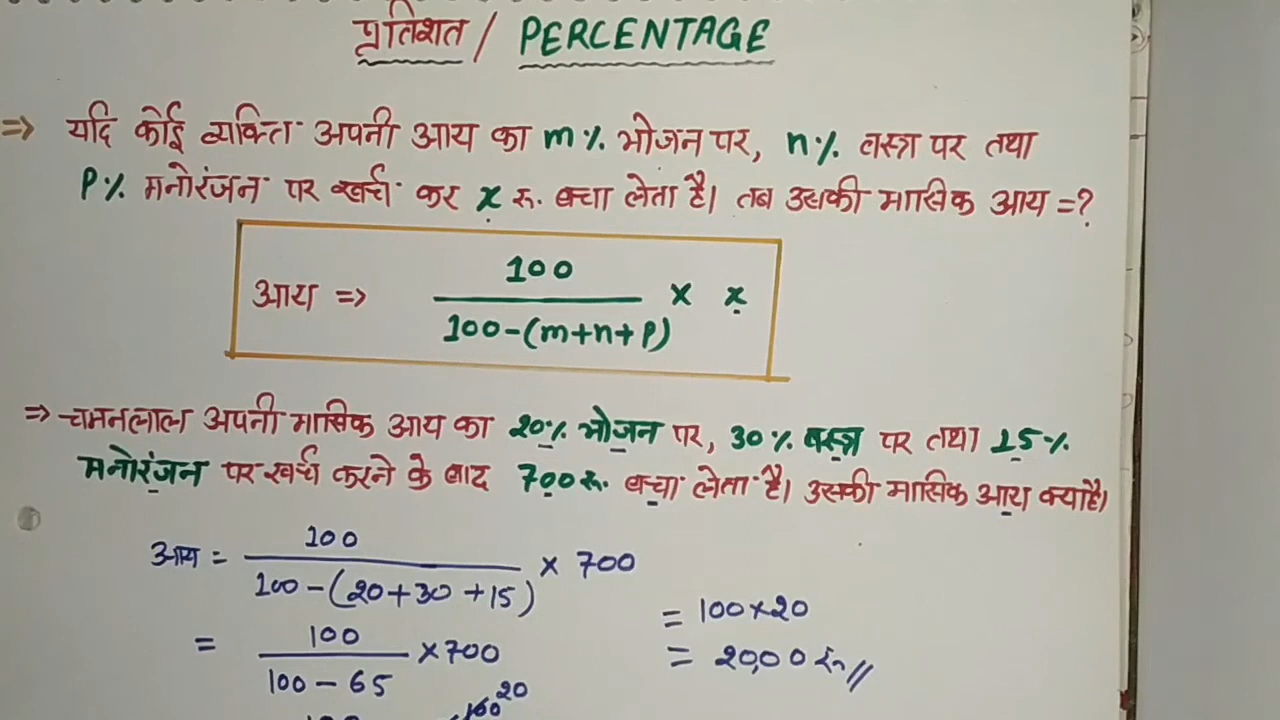 प्रतिशत / PERCENTAGE
⇒ यदि कोई व्यक्ति अपनी आय का m% भोजन पर, n% वस्त्र पर तथा
P% मनोरंजन पर खर्च कर x रू. बचा लेता है। तब उसकी मासिक आय =?
आय ⇒ 100 / 100-(m+n+P) × x
⇒ चमनलाल अपनी मासिक आय का 20% भोजन पर, 30% वस्त्र पर तथा 15%
मनोरंजन पर खर्च करने के बाद 700 रू. बचा लेता है। उसकी मासिक आय क्या है।
आय = 100 / 100-(20+30+15) × 700
= 100 / 100-65 × 700
= 100×20
= 20,00 रू //
20